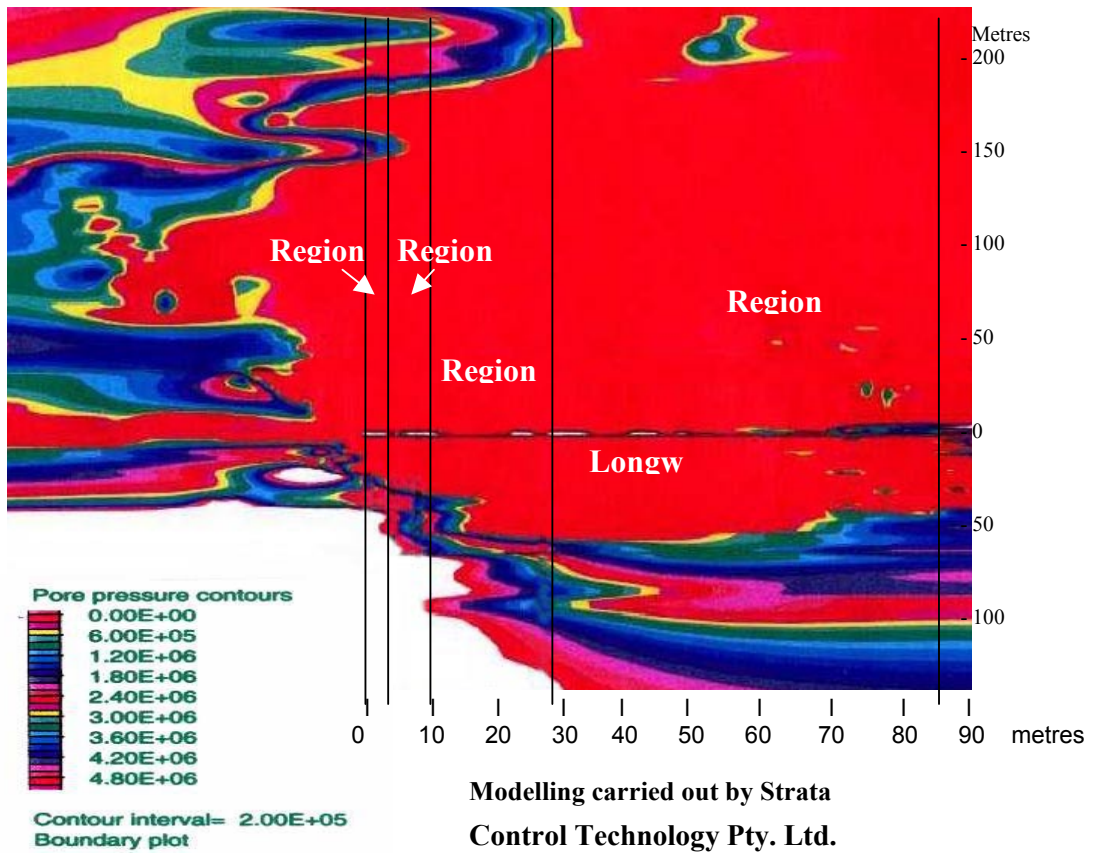 Metres
- 200
- 150
- 100
Region Region
Region
- 50
Region
0
Longw
- 50
- 100
Pore pressure contours
0.00E+00
6.00E+05
1.20E+06
1.80E+06
2.40E+06
3.00E+06
3.60E+06
4.20E+06
4.80E+06
Contour interval= 2.00E+05
Boundary plot
0 10 20 30 40 50 60 70 80 90 metres
Modelling carried out by Strata
Control Technology Pty. Ltd.